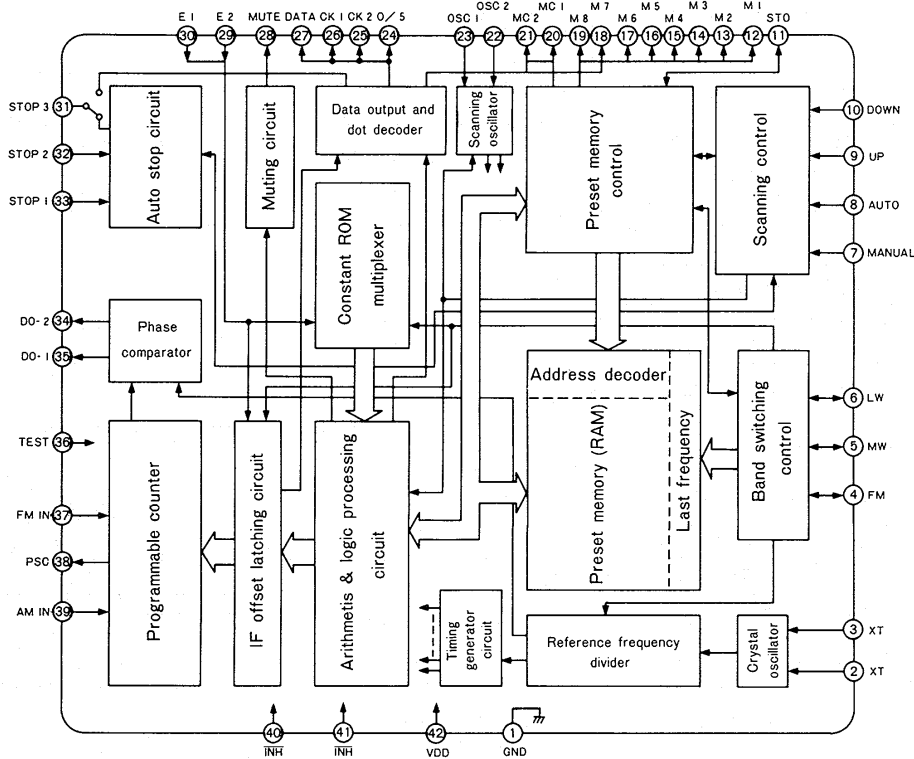 E 1
30
E 2
29
MUTE
28
DATA
27
CK 1
26
CK 2
25
O/5
24
OSC 1
23
OSC 2
22
MC 2
21
MC 1
20
M 8
19
M 7
18
M 6
17
M 5
16
M 4
15
M 3
14
M 2
13
M 1
12
STO
11
STOP 3
31
STOP 2
32
STOP 1
33
DO-2
34
DO-1
35
TEST
36
FM IN
37
PSC
38
AM IN
39
Auto stop circuit
Muting circuit
Data output and
dot decoder
Scanning
oscillator
Preset memory
control
Scanning control
10
DOWN
9
UP
8
AUTO
7
MANUAL
Constant ROM
multiplexer
Phase
comparator
Address decoder
Preset memory (RAM)
Last frequency
Band switching
control
6
LW
5
MW
4
FM
Programmable counter
IF offset latching circuit
Arithmetis & logic processing
circuit
Timing
generator
circuit
Reference frequency
divider
Crystal
oscillator
3
XT
2
XT
40
INH
41
INH
42
VDD
1
GND